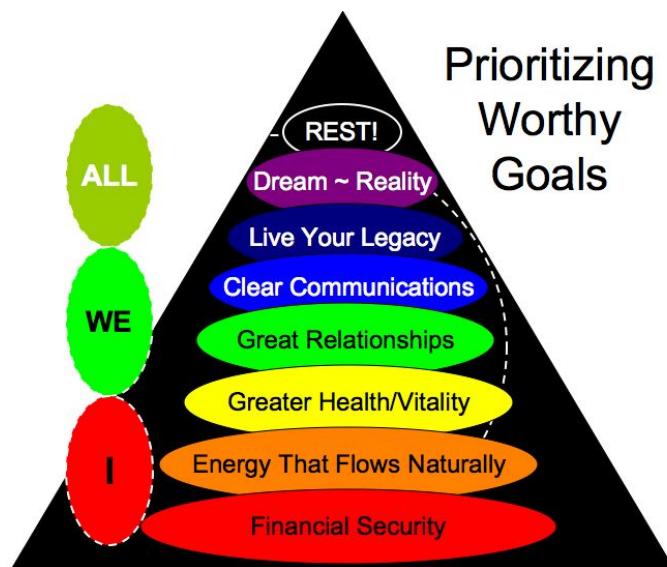 Prioritizing
Worthy
Goals
REST!
ALL
Dream ~ Reality
Live Your Legacy
Clear Communications
WE
Great Relationships
Greater Health/Vitality
I
Energy That Flows Naturally
Financial Security